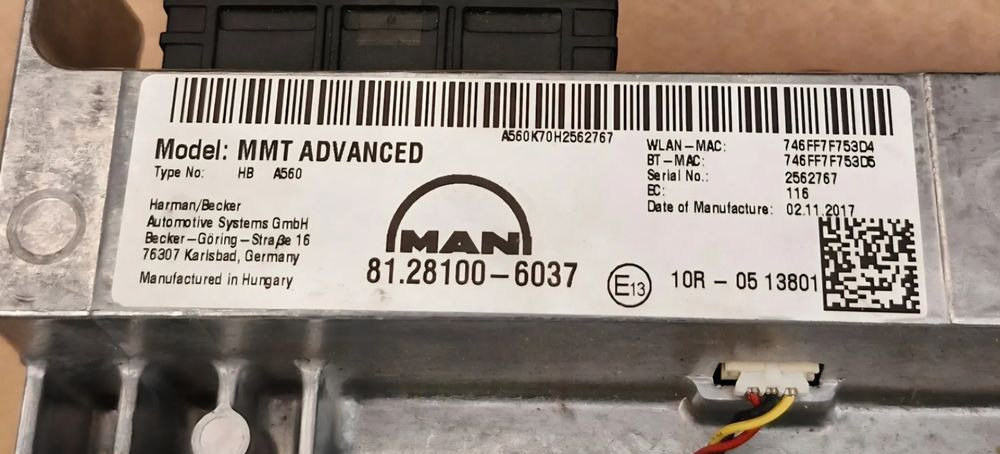 A560K70H2562767
Model: MMT ADVANCED
Type No: HB A560
Harman/Becker
Automotive Systems GmbH
Becker-Göring-Straße 16
76307 Karlsbad, Germany
Manufactured in Hungary
MAN
81.28100-6037
WLAN-MAC: 746FF7F753D4
BT-MAC: 746FF7F753D5
Serial No.: 2562767
EC: 116
Date of Manufacture: 02.11.2017
E13 10R - 05 13801